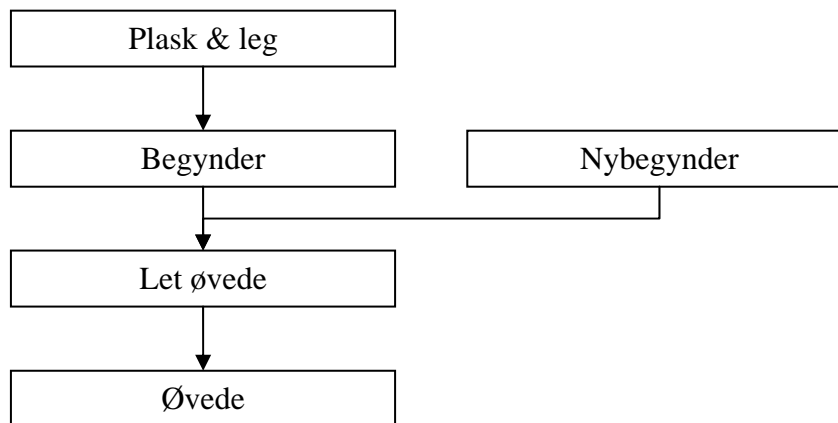 Plask & leg
Begynder
Nybegynder
Let øvede
Øvede